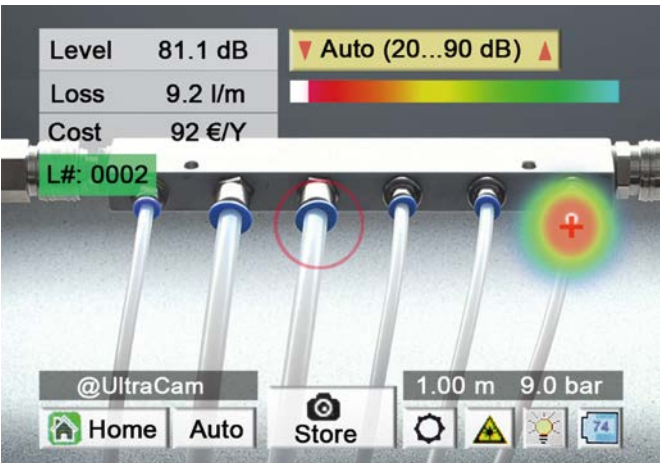 Level 81.1 dB
Auto (20...90 dB)
Loss 9.2 l/m
Cost 92 €/Y
L#: 0002
@UltraCam
1.00 m 9.0 bar
Home
Auto
Store
74